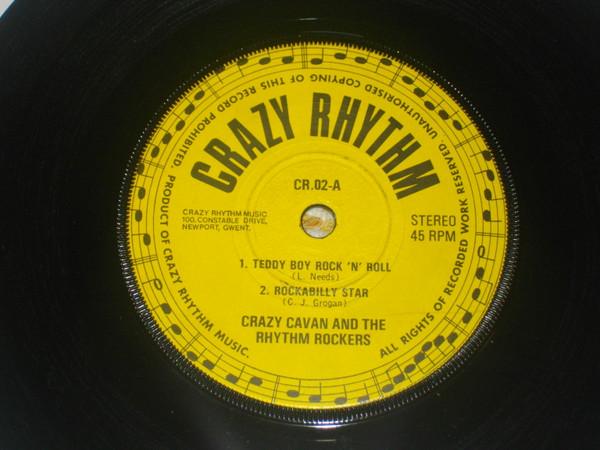 CRAZY RHYTHM
CR.02-A
CRAZY RHYTHM MUSIC
100, CONSTABLE DRIVE,
NEWPORT, GWENT.
STEREO
45 RPM
1. TEDDY BOY ROCK 'N' ROLL
(L. Needs)
2. ROCKABILLY STAR
(C. J. Grogan)
CRAZY CAVAN AND THE
RHYTHM ROCKERS
ALL RIGHTS OF RECORDED WORK RESERVED. UNAUTHORISED COPYING OF THIS RECORD PROHIBITED. PRODUCT OF CRAZY RHYTHM MUSIC.